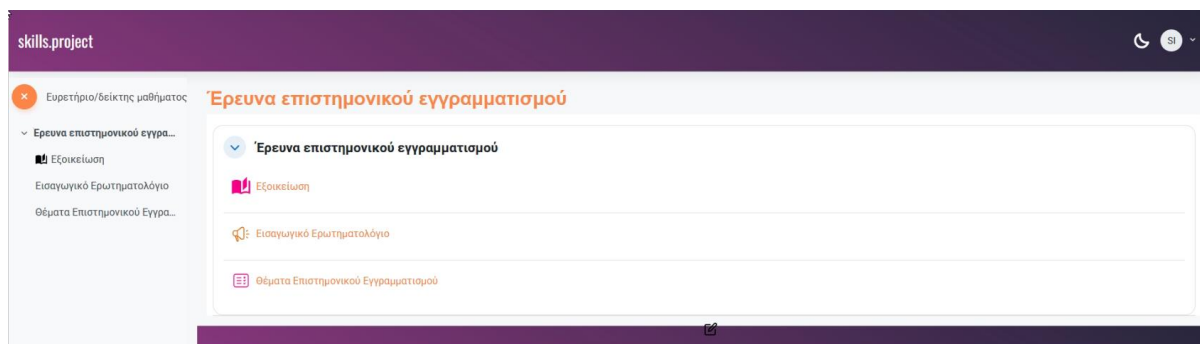 skills.project
SI
Ευρετήριο/δείκτης μαθήματος
Έρευνα επιστημονικού εγγρα...
Εξοικείωση
Εισαγωγικό Ερωτηματολόγιο
Θέματα Επιστημονικού Εγγρα...
Έρευνα επιστημονικού εγγραμματισμού
Έρευνα επιστημονικού εγγραμματισμού
Εξοικείωση
Εισαγωγικό Ερωτηματολόγιο
Θέματα Επιστημονικού Εγγραμματισμού